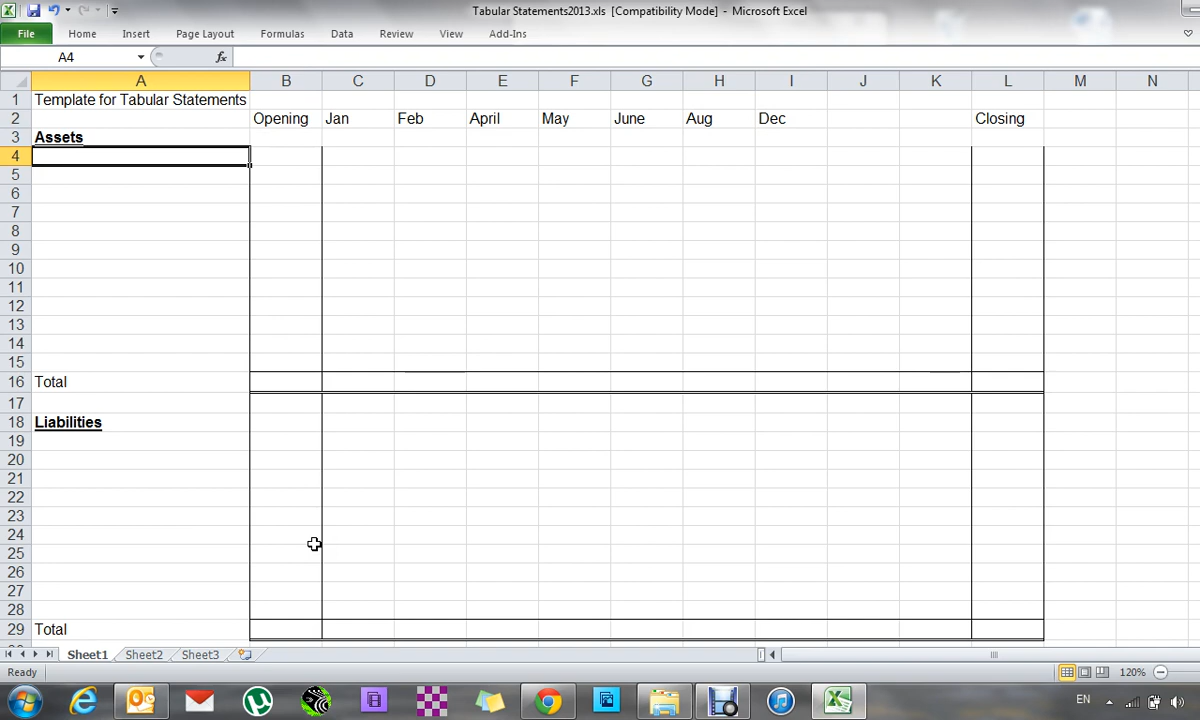 Tabular Statements2013.xls [Compatibility Mode] - Microsoft Excel
File Home Insert Page Layout Formulas Data Review View Add-Ins
A4 fx
A B C D E F G H I J K L M N
1 Template for Tabular Statements
2 Opening Jan Feb April May June Aug Dec Closing
3 Assets
4
5
6
7
8
9
10
11
12
13
14
15
16 Total
17
18 Liabilities
19
20
21
22
23
24
25
26
27
28
29 Total
Sheet1 Sheet2 Sheet3
Ready 120%
EN